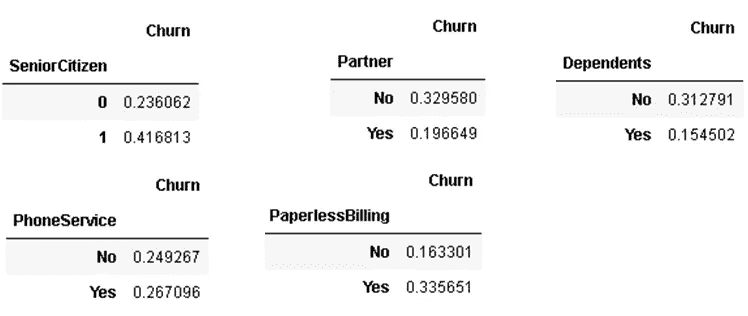 Churn
SeniorCitizen
0 0.236062
1 0.416813
Churn
Partner
No 0.329580
Yes 0.196649
Churn
Dependents
No 0.312791
Yes 0.154502
Churn
PhoneService
No 0.249267
Yes 0.267096
Churn
PaperlessBilling
No 0.163301
Yes 0.335651